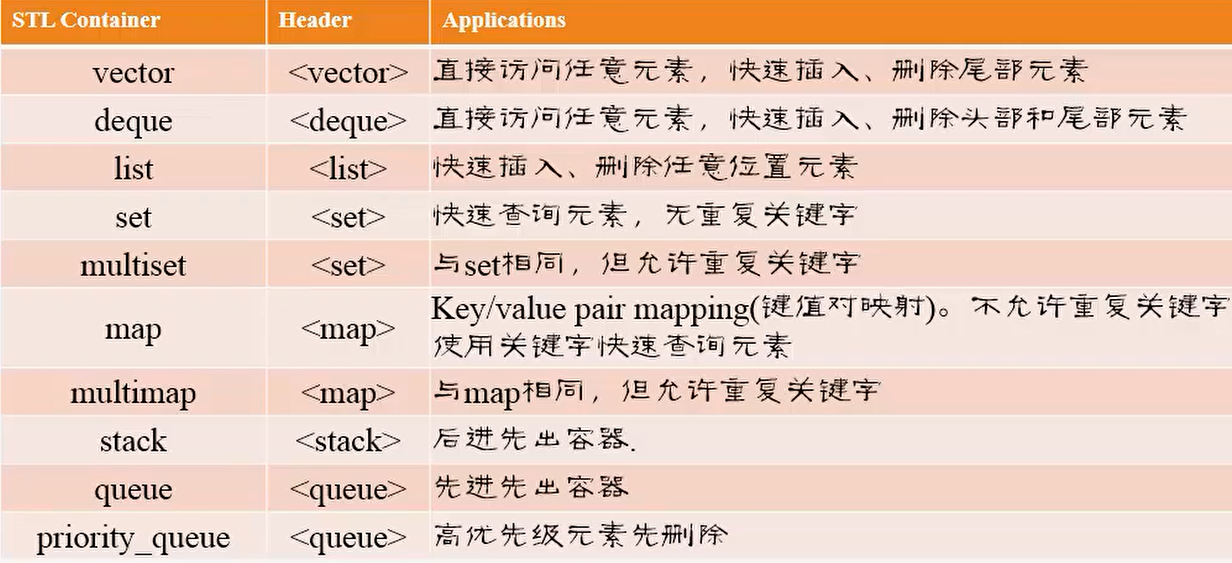 STL Container Header Applications
vector <vector> 直接访问任意元素，快速插入、删除尾部元素
deque <deque> 直接访问任意元素，快速插入、删除头部和尾部元素
list <list> 快速插入、删除任意位置元素
set <set> 快速查询元素，无重复关键字
multiset <set> 与set相同，但允许重复关键字
map <map> Key/value pair mapping(键值对映射)。不允许重复关键字
使用关键字快速查询元素
multimap <map> 与map相同，但允许重复关键字
stack <stack> 后进先出容器.
queue <queue> 先进先出容器
priority_queue <queue> 高优先级元素先删除